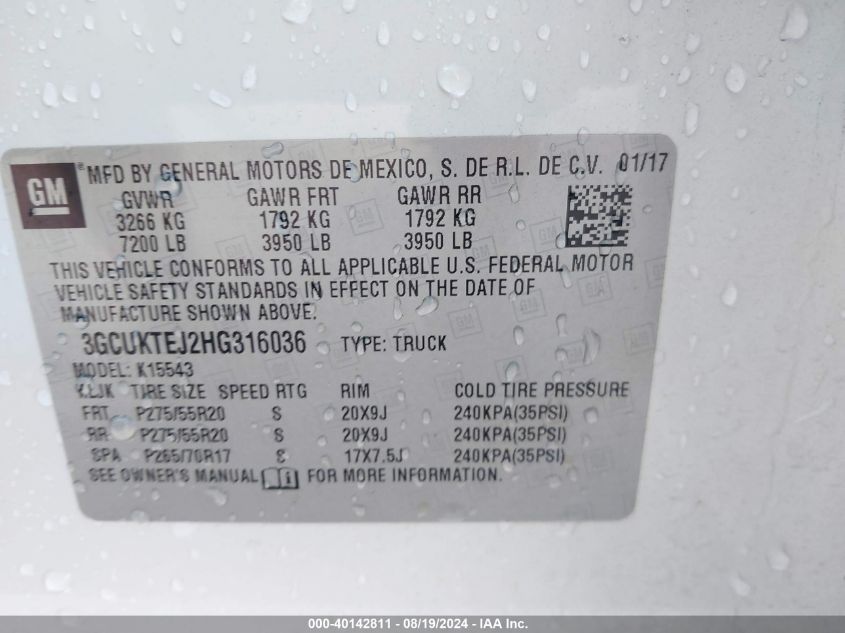 GM ® MFD BY GENERAL MOTORS DE MEXICO, S. DE R.L. DE C.V. 01/17
GVWR GAWR FRT GAWR RR
3266 KG 1792 KG 1792 KG
7200 LB 3950 LB 3950 LB
THIS VEHICLE CONFORMS TO ALL APPLICABLE U.S. FEDERAL MOTOR
VEHICLE SAFETY STANDARDS IN EFFECT ON THE DATE OF
MANUFACTURE SHOWN ABOVE.
3GCUKTEJ2HG316036 TYPE: TRUCK
MODEL: K15543
KLJK TIRE SIZE SPEED RTG RIM COLD TIRE PRESSURE
FRT P275/55R20 S 20X9J 240KPA(35PSI)
RR P275/55R20 S 20X9J 240KPA(35PSI)
SPA P265/70R17 S 17X7.5J 240KPA(35PSI)
SEE OWNER'S MANUAL FOR MORE INFORMATION.
000-40142811 - 08/19/2024 - IAA Inc.